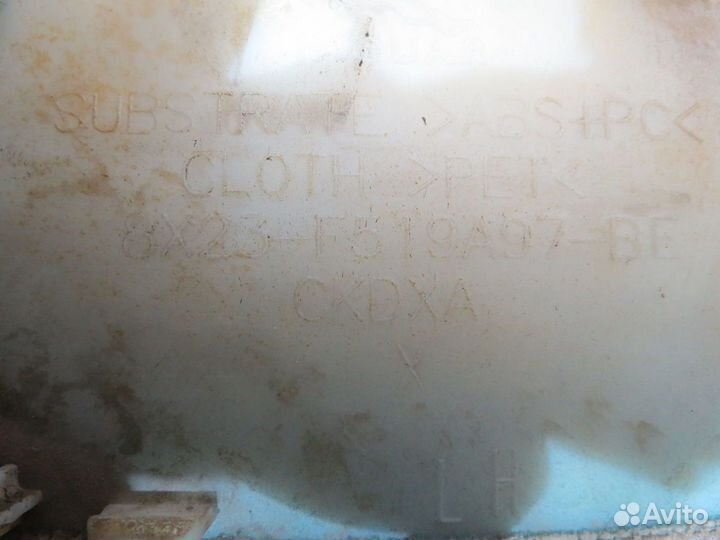 SUBSTRATE >ABS+PC<
CLOTH >PET<
8X23-F519A97-BE
CKDXA
LH
Avito